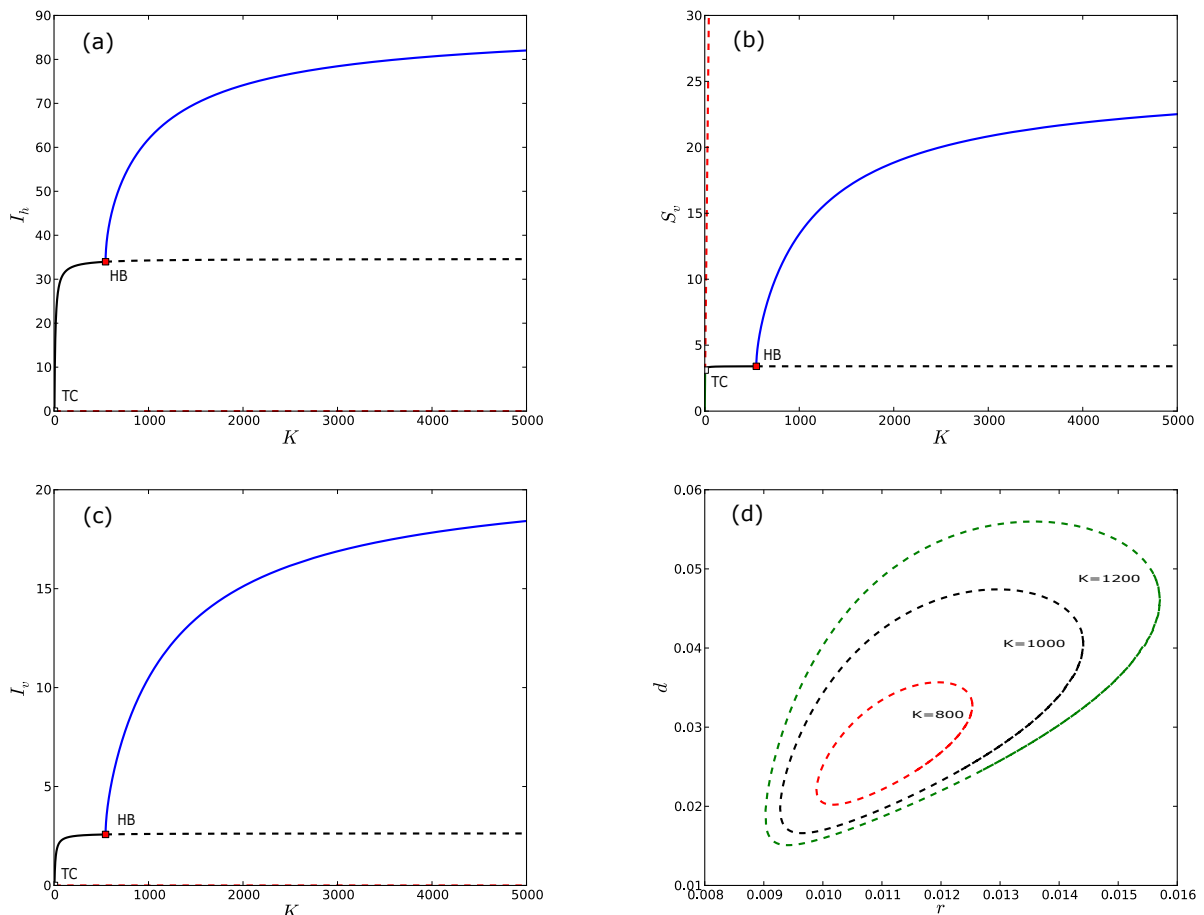 (a)
90
80
70
60
50
40
30
20
10
0
I_h
HB
TC
0 1000 2000 3000 4000 5000
K
(b)
30
25
20
15
10
5
0
S_v
HB
TC
0 1000 2000 3000 4000 5000
K
(c)
20
15
10
5
0
I_v
HB
TC
0 1000 2000 3000 4000 5000
K
(d)
0.06
0.05
0.04
0.03
0.02
0.01
d
K=1200
K=1000
K=800
0.008 0.009 0.010 0.011 0.012 0.013 0.014 0.015 0.016
r